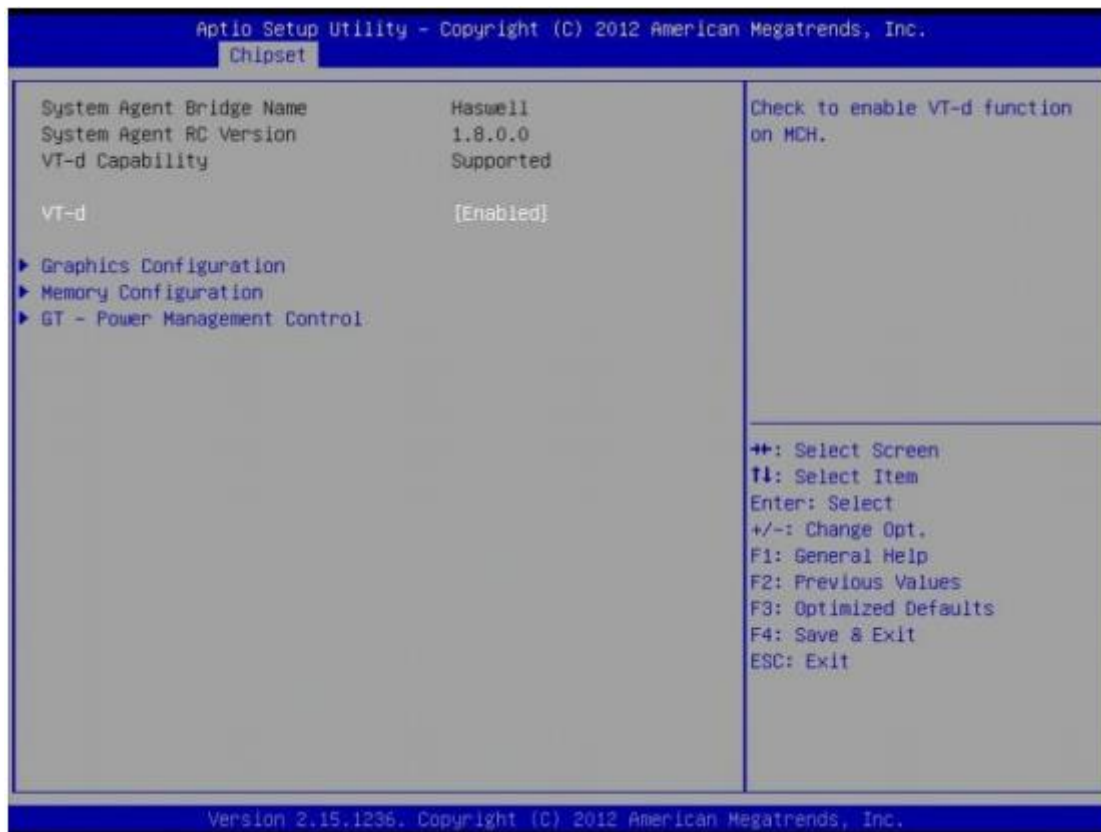 Aptio Setup Utility - Copyright (C) 2012 American Megatrends, Inc.
Chipset
System Agent Bridge Name Haswell
System Agent RC Version 1.8.0.0
VT-d Capability Supported
VT-d [Enabled]
Graphics Configuration
Memory Configuration
GT - Power Management Control
Check to enable VT-d function
on MCH.
→←: Select Screen
↑↓: Select Item
Enter: Select
+/-: Change Opt.
F1: General Help
F2: Previous Values
F3: Optimized Defaults
F4: Save & Exit
ESC: Exit
Version 2.15.1236. Copyright (C) 2012 American Megatrends, Inc.